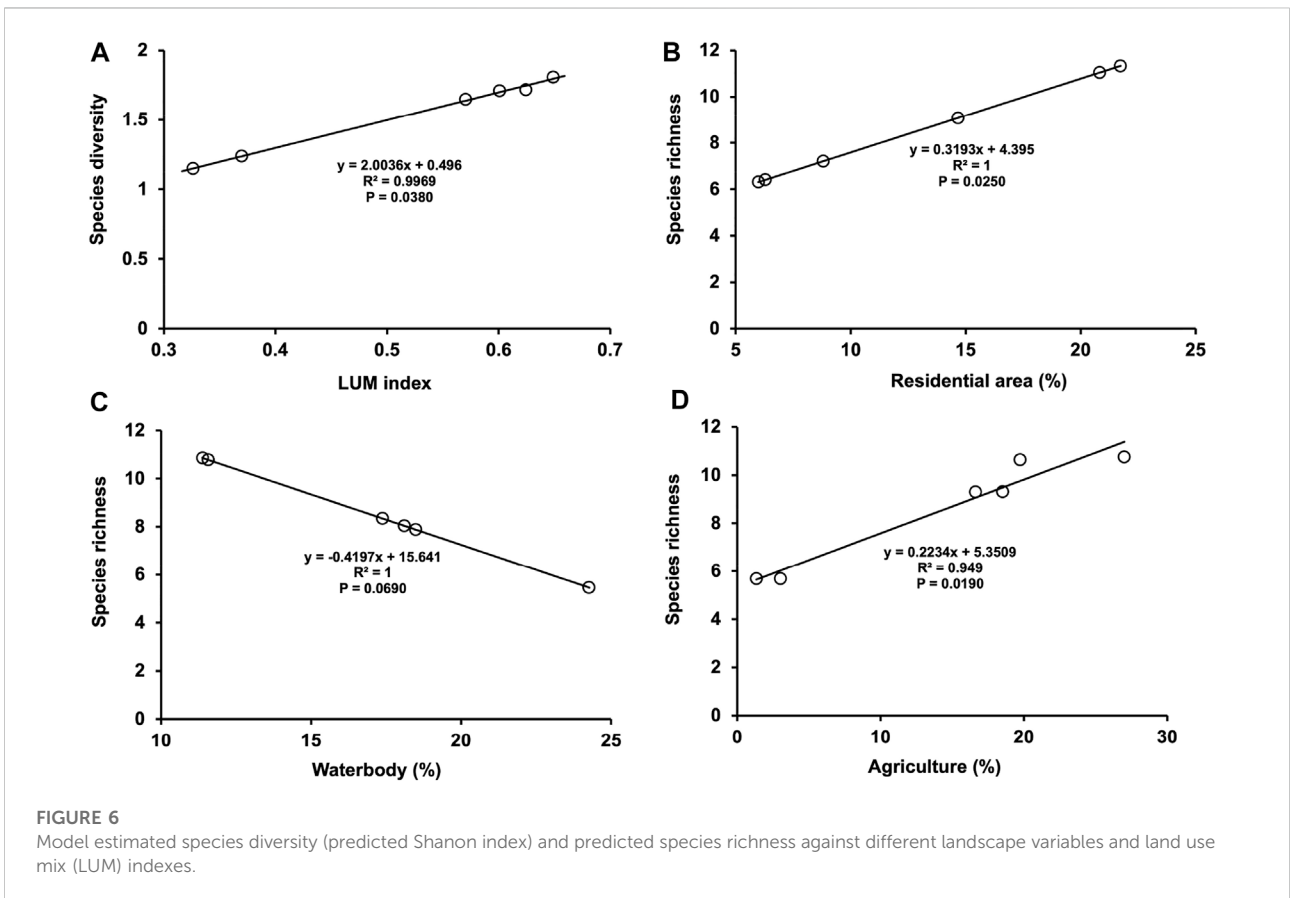 A
2
1.5
1
0.5
0
Species diversity
y = 2.0036x + 0.496
R² = 0.9969
P = 0.0380
0.3 0.4 0.5 0.6 0.7
LUM index
B
12
10
8
6
4
2
0
Species richness
y = 0.3193x + 4.395
R² = 1
P = 0.0250
5 10 15 20 25
Residential area (%)
C
12
10
8
6
4
2
0
Species richness
y = -0.4197x + 15.641
R² = 1
P = 0.0690
10 15 20 25
Waterbody (%)
D
12
10
8
6
4
2
0
Species richness
y = 0.2234x + 5.3509
R² = 0.949
P = 0.0190
0 10 20 30
Agriculture (%)
FIGURE 6
Model estimated species diversity (predicted Shanon index) and predicted species richness against different landscape variables and land use
mix (LUM) indexes.